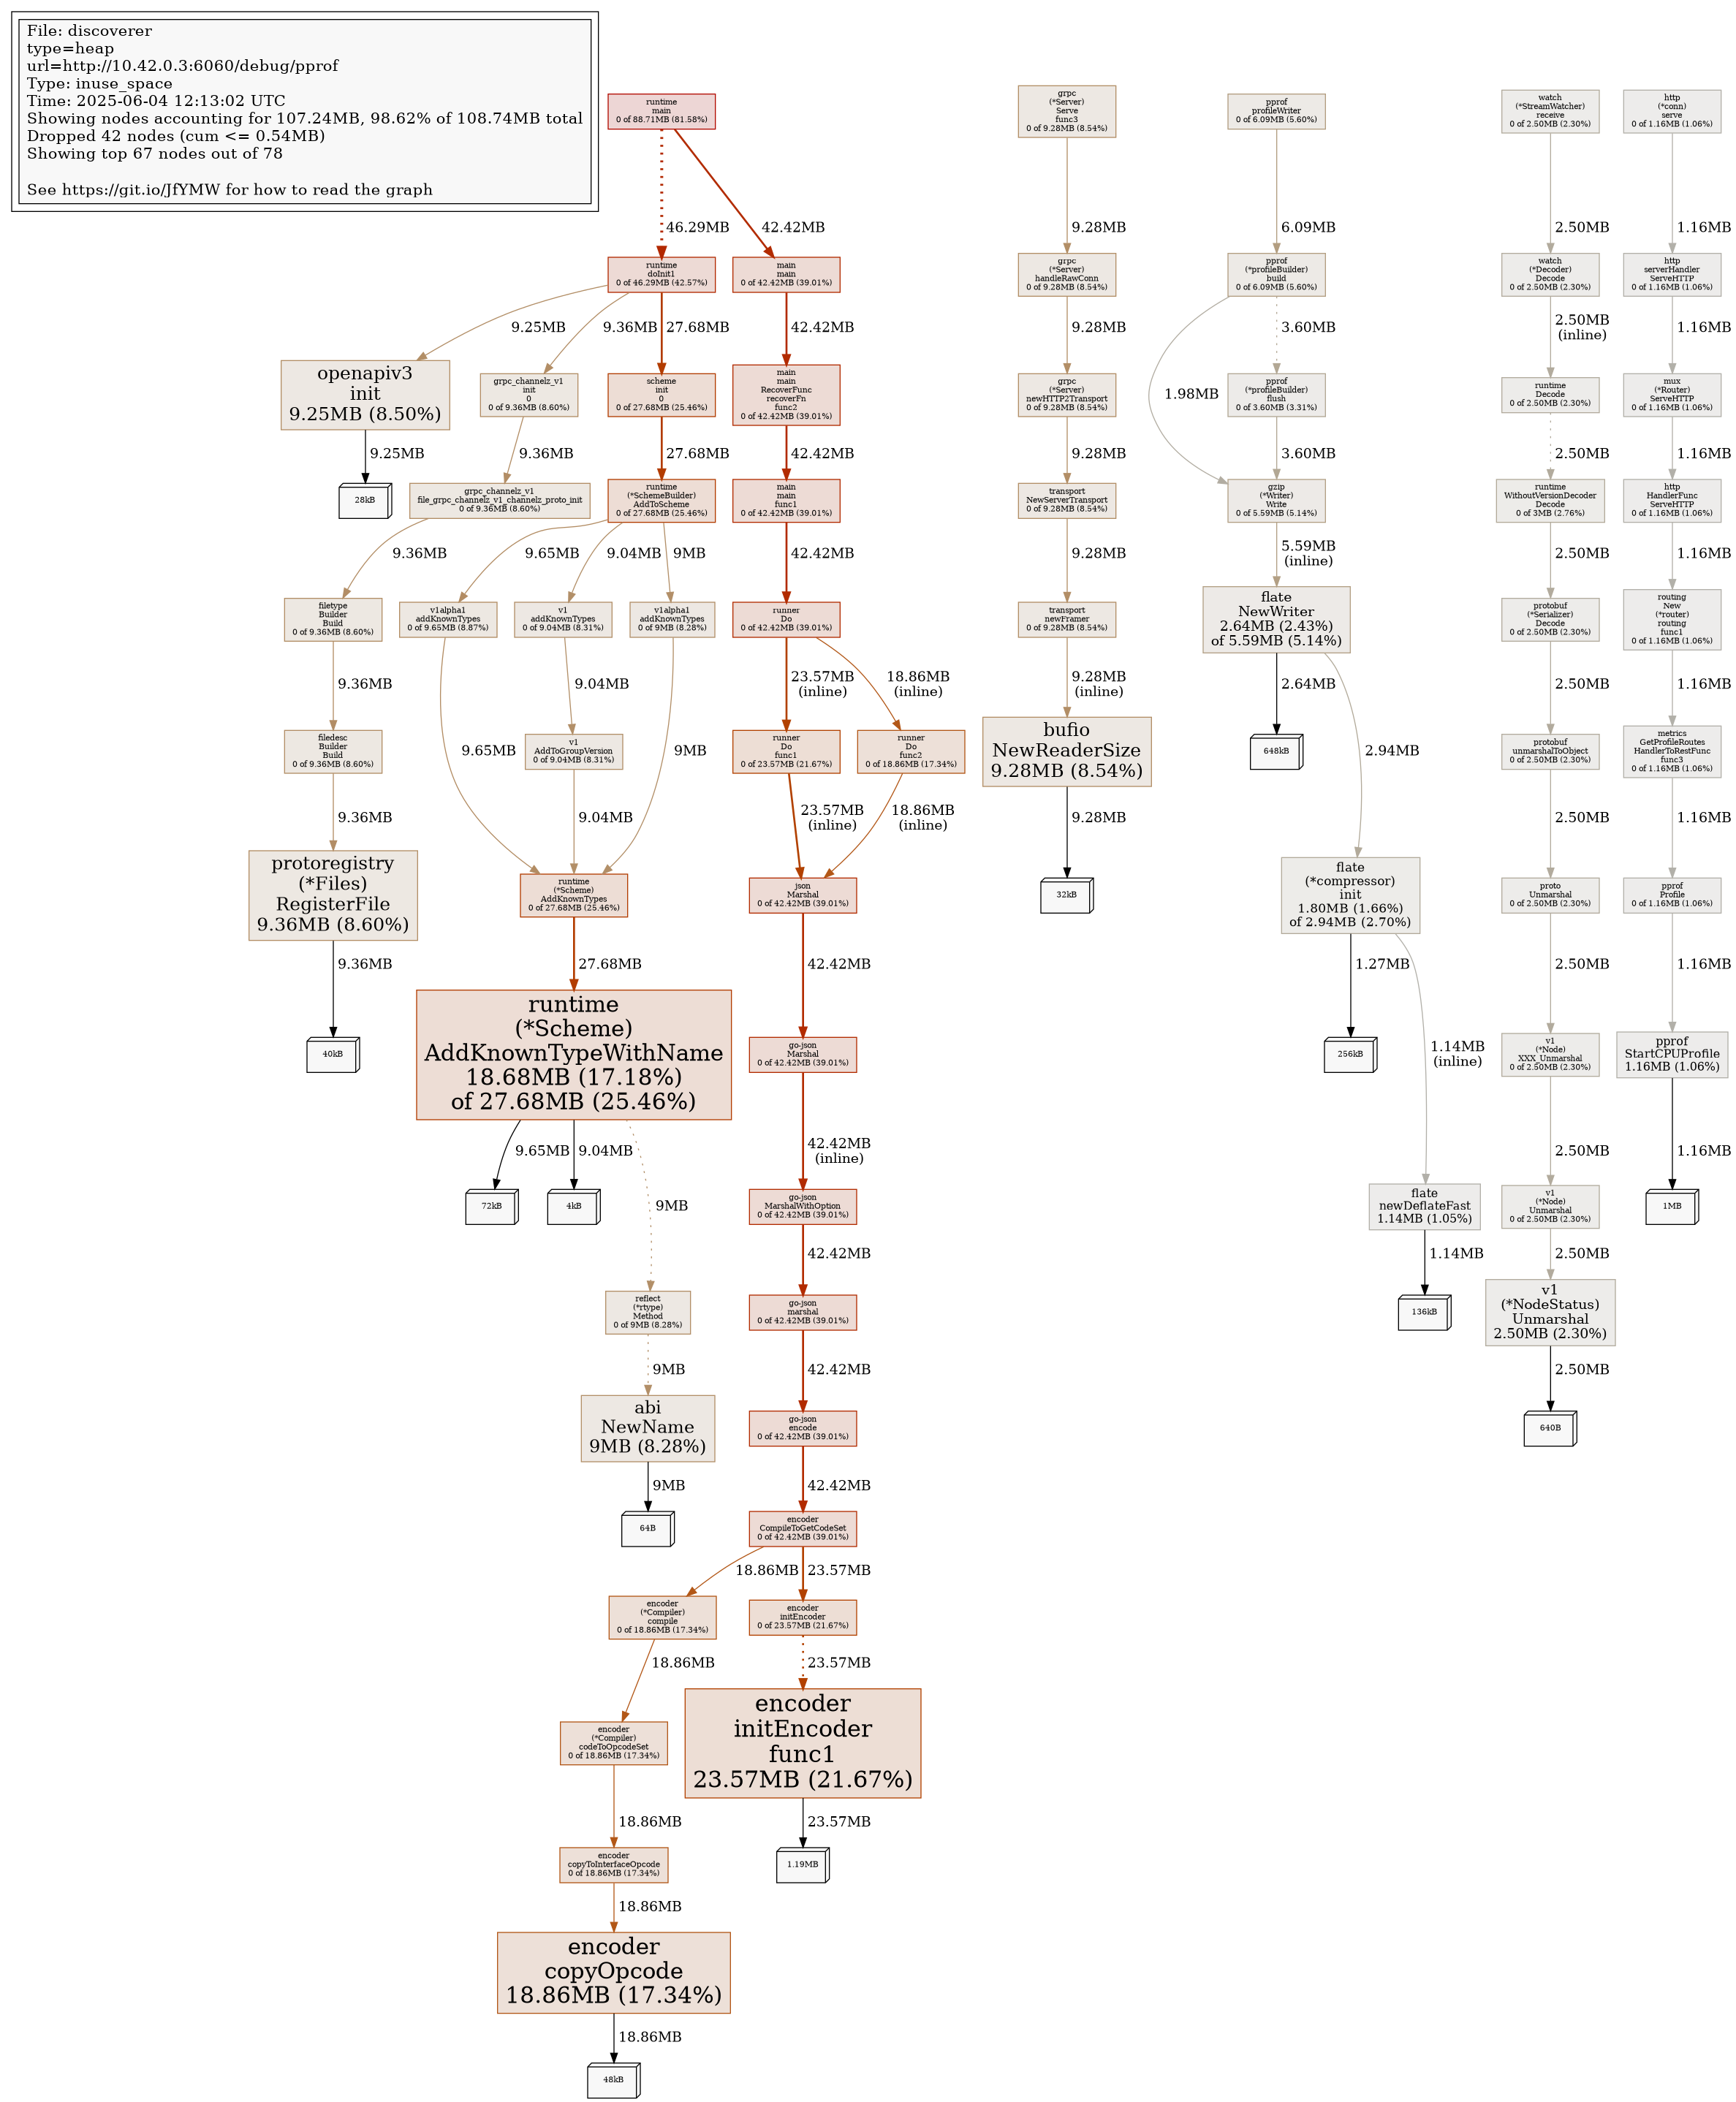 File: discoverer
type=heap
url=http://10.42.0.3:6060/debug/pprof
Type: inuse_space
Time: 2025-06-04 12:13:02 UTC
Showing nodes accounting for 107.24MB, 98.62% of 108.74MB total
Dropped 42 nodes (cum <= 0.54MB)
Showing top 67 nodes out of 78
See https://git.io/JfYMW for how to read the graph
runtime
main
0 of 88.71MB (81.58%)
46.29MB
42.42MB
runtime
doInit1
0 of 46.29MB (42.57%)
9.25MB
9.36MB
27.68MB
openapiv3
init
9.25MB (8.50%)
9.25MB
28kB
grpc_channelz_v1
init
0
0 of 9.36MB (8.60%)
9.36MB
grpc_channelz_v1
file_grpc_channelz_v1_channelz_proto_init
0 of 9.36MB (8.60%)
9.36MB
filetype
Builder
Build
0 of 9.36MB (8.60%)
9.36MB
filedesc
Builder
Build
0 of 9.36MB (8.60%)
9.36MB
protoregistry
(*Files)
RegisterFile
9.36MB (8.60%)
9.36MB
40kB
scheme
init
0
0 of 27.68MB (25.46%)
27.68MB
runtime
(*SchemeBuilder)
AddToScheme
0 of 27.68MB (25.46%)
9.65MB
9.04MB
9MB
v1alpha1
addKnownTypes
0 of 9.65MB (8.87%)
9.65MB
v1
addKnownTypes
0 of 9.04MB (8.31%)
9.04MB
v1
AddToGroupVersion
0 of 9.04MB (8.31%)
9.04MB
v1alpha1
addKnownTypes
0 of 9MB (8.28%)
9MB
runtime
(*Scheme)
AddKnownTypes
0 of 27.68MB (25.46%)
27.68MB
runtime
(*Scheme)
AddKnownTypeWithName
18.68MB (17.18%)
of 27.68MB (25.46%)
9.65MB
72kB
9.04MB
4kB
9MB
reflect
(*rtype)
Method
0 of 9MB (8.28%)
9MB
abi
NewName
9MB (8.28%)
9MB
64B
main
main
0 of 42.42MB (39.01%)
42.42MB
main
main
RecoverFunc
recoverFn
func2
0 of 42.42MB (39.01%)
42.42MB
main
main
func1
0 of 42.42MB (39.01%)
42.42MB
runner
Do
0 of 42.42MB (39.01%)
23.57MB
(inline)
18.86MB
(inline)
runner
Do
func1
0 of 23.57MB (21.67%)
23.57MB
(inline)
runner
Do
func2
0 of 18.86MB (17.34%)
18.86MB
(inline)
json
Marshal
0 of 42.42MB (39.01%)
42.42MB
go-json
Marshal
0 of 42.42MB (39.01%)
42.42MB
(inline)
go-json
MarshalWithOption
0 of 42.42MB (39.01%)
42.42MB
go-json
marshal
0 of 42.42MB (39.01%)
42.42MB
go-json
encode
0 of 42.42MB (39.01%)
42.42MB
encoder
CompileToGetCodeSet
0 of 42.42MB (39.01%)
18.86MB
23.57MB
encoder
(*Compiler)
compile
0 of 18.86MB (17.34%)
18.86MB
encoder
(*Compiler)
codeToOpcodeSet
0 of 18.86MB (17.34%)
18.86MB
encoder
copyToInterfaceOpcode
0 of 18.86MB (17.34%)
18.86MB
encoder
copyOpcode
18.86MB (17.34%)
18.86MB
48kB
encoder
initEncoder
0 of 23.57MB (21.67%)
23.57MB
encoder
initEncoder
func1
23.57MB (21.67%)
23.57MB
1.19MB
grpc
(*Server)
Serve
func3
0 of 9.28MB (8.54%)
9.28MB
grpc
(*Server)
handleRawConn
0 of 9.28MB (8.54%)
9.28MB
grpc
(*Server)
newHTTP2Transport
0 of 9.28MB (8.54%)
9.28MB
transport
NewServerTransport
0 of 9.28MB (8.54%)
9.28MB
transport
newFramer
0 of 9.28MB (8.54%)
9.28MB
(inline)
bufio
NewReaderSize
9.28MB (8.54%)
9.28MB
32kB
pprof
profileWriter
0 of 6.09MB (5.60%)
6.09MB
pprof
(*profileBuilder)
build
0 of 6.09MB (5.60%)
1.98MB
3.60MB
pprof
(*profileBuilder)
flush
0 of 3.60MB (3.31%)
3.60MB
gzip
(*Writer)
Write
0 of 5.59MB (5.14%)
5.59MB
(inline)
flate
NewWriter
2.64MB (2.43%)
of 5.59MB (5.14%)
2.64MB
648kB
2.94MB
flate
(*compressor)
init
1.80MB (1.66%)
of 2.94MB (2.70%)
1.27MB
256kB
1.14MB
(inline)
flate
newDeflateFast
1.14MB (1.05%)
1.14MB
136kB
watch
(*StreamWatcher)
receive
0 of 2.50MB (2.30%)
2.50MB
watch
(*Decoder)
Decode
0 of 2.50MB (2.30%)
2.50MB
(inline)
runtime
Decode
0 of 2.50MB (2.30%)
2.50MB
runtime
WithoutVersionDecoder
Decode
0 of 3MB (2.76%)
2.50MB
protobuf
(*Serializer)
Decode
0 of 2.50MB (2.30%)
2.50MB
protobuf
unmarshalToObject
0 of 2.50MB (2.30%)
2.50MB
proto
Unmarshal
0 of 2.50MB (2.30%)
2.50MB
v1
(*Node)
XXX_Unmarshal
0 of 2.50MB (2.30%)
2.50MB
v1
(*Node)
Unmarshal
0 of 2.50MB (2.30%)
2.50MB
v1
(*NodeStatus)
Unmarshal
2.50MB (2.30%)
2.50MB
640B
http
(*conn)
serve
0 of 1.16MB (1.06%)
1.16MB
http
serverHandler
ServeHTTP
0 of 1.16MB (1.06%)
1.16MB
mux
(*Router)
ServeHTTP
0 of 1.16MB (1.06%)
1.16MB
http
HandlerFunc
ServeHTTP
0 of 1.16MB (1.06%)
1.16MB
routing
New
(*router)
routing
func1
0 of 1.16MB (1.06%)
1.16MB
metrics
GetProfileRoutes
HandlerToRestFunc
func3
0 of 1.16MB (1.06%)
1.16MB
pprof
Profile
0 of 1.16MB (1.06%)
1.16MB
pprof
StartCPUProfile
1.16MB (1.06%)
1.16MB
1MB